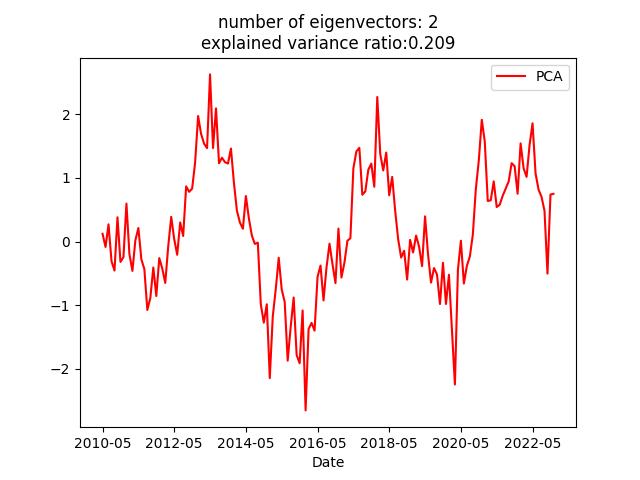 number of eigenvectors: 2
explained variance ratio:0.209
PCA
2
1
0
−1
−2
2010-05 2012-05 2014-05 2016-05 2018-05 2020-05 2022-05
Date